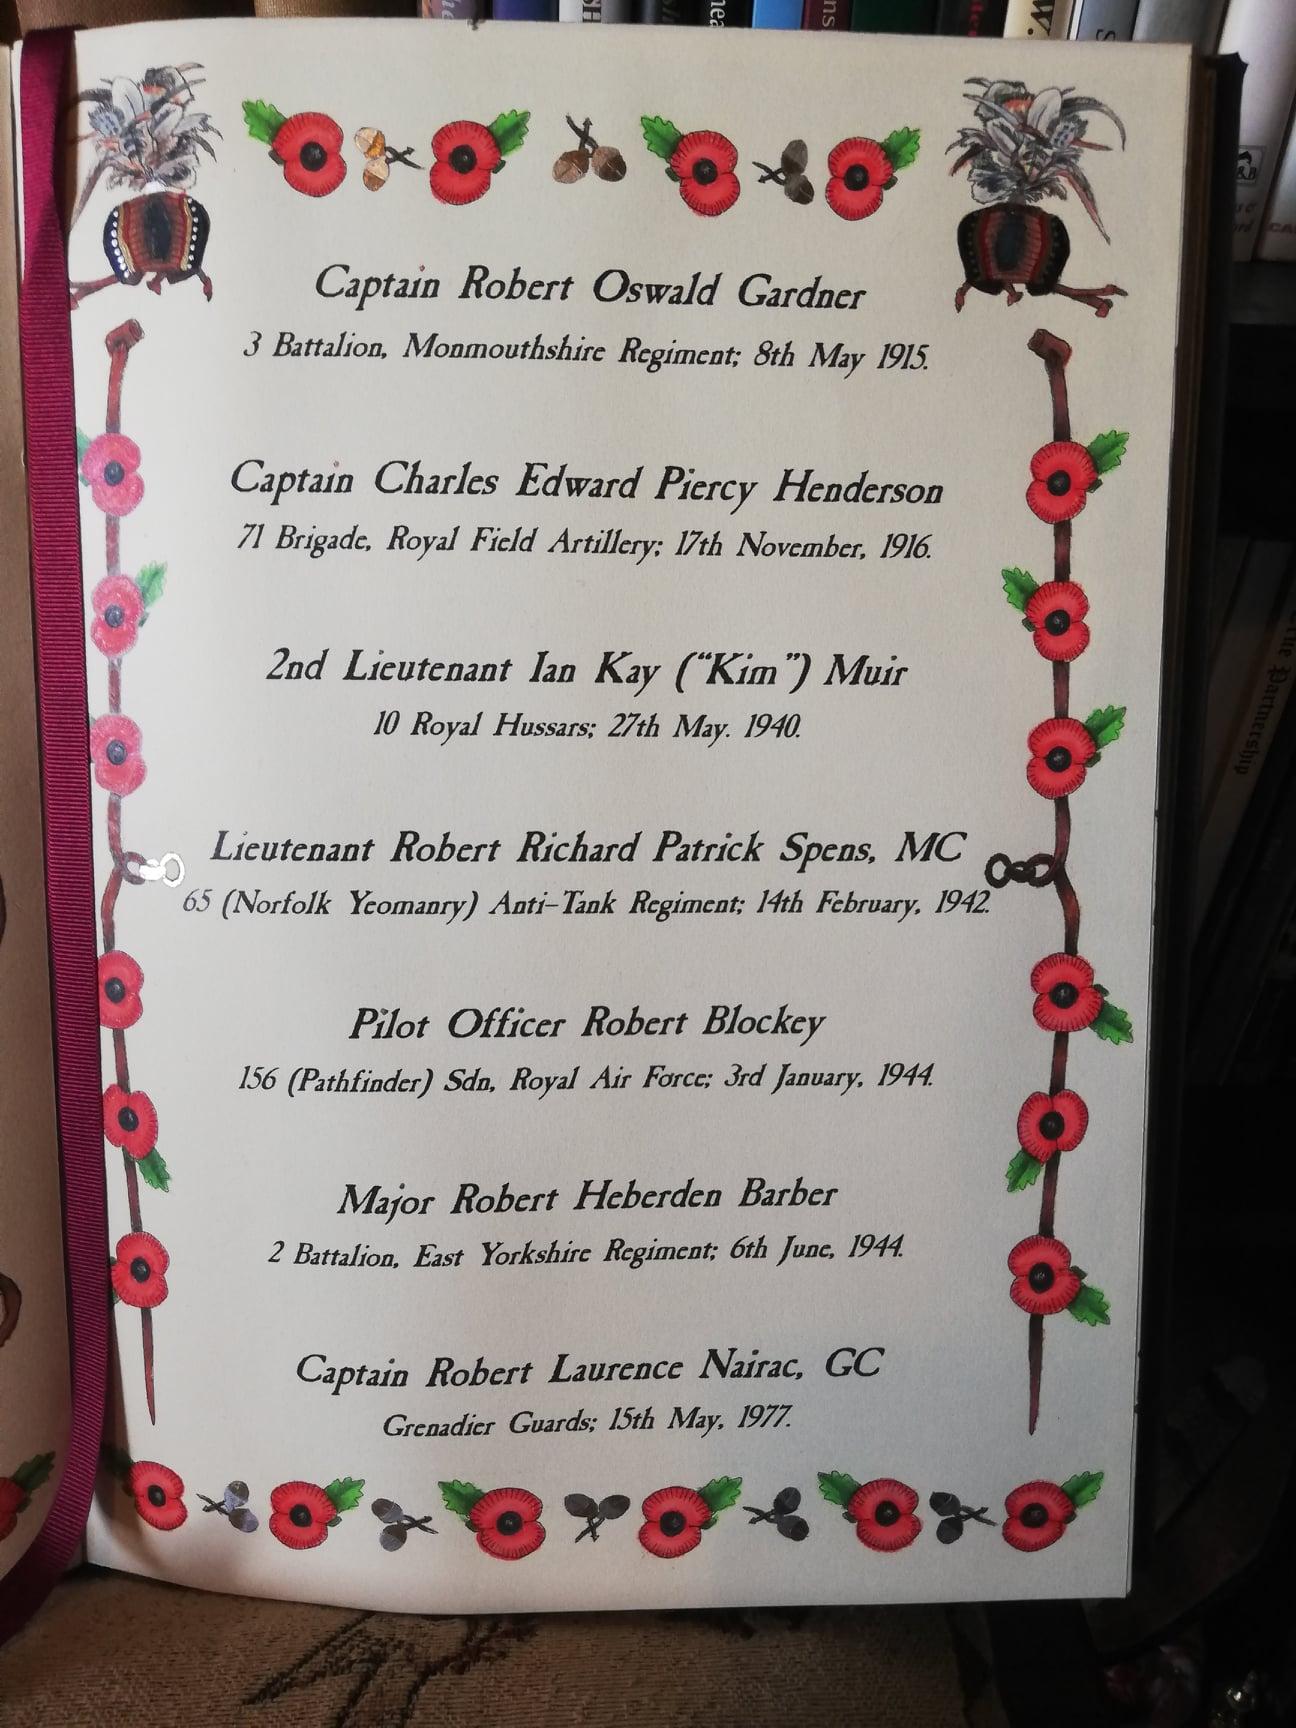 Captain Robert Oswald Gardner
3 Battalion, Monmouthshire Regiment; 8th May 1915.
Captain Charles Edward Piercy Henderson
71 Brigade, Royal Field Artillery; 17th November, 1916.
2nd Lieutenant Ian Kay ("Kim") Muir
10 Royal Hussars; 27th May. 1940.
Lieutenant Robert Richard Patrick Spens, MC
65 (Norfolk Yeomanry) Anti-Tank Regiment; 14th February, 1942.
Pilot Officer Robert Blockey
156 (Pathfinder) Sdn, Royal Air Force; 3rd January, 1944.
Major Robert Heberden Barber
2 Battalion, East Yorkshire Regiment; 6th June, 1944.
Captain Robert Laurence Nairac, GC
Grenadier Guards; 15th May, 1977.
the Partnership